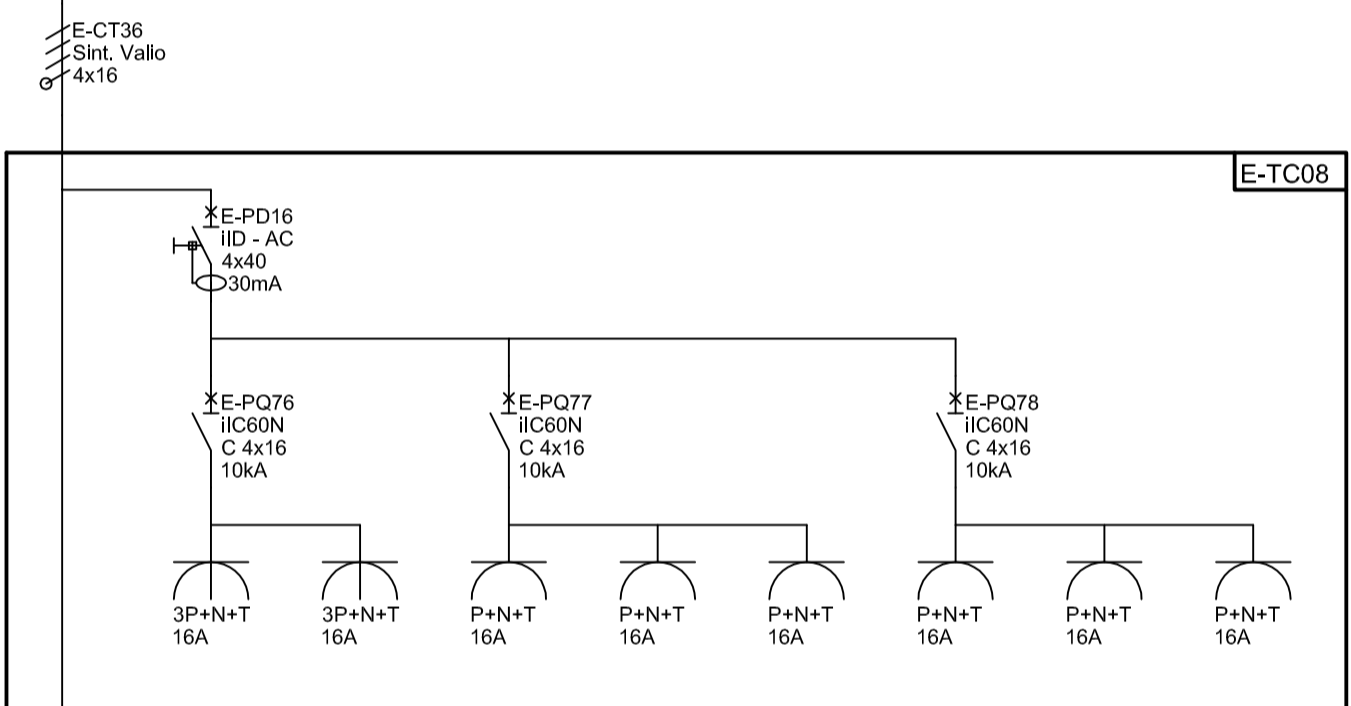 E-CT36
Sint. Valio
4x16
E-TC08
E-PD16
iID - AC
4x40
30mA
E-PQ76
iIC60N
C 4x16
10kA
E-PQ77
iIC60N
C 4x16
10kA
E-PQ78
iIC60N
C 4x16
10kA
3P+N+T
16A
3P+N+T
16A
P+N+T
16A
P+N+T
16A
P+N+T
16A
P+N+T
16A
P+N+T
16A
P+N+T
16A